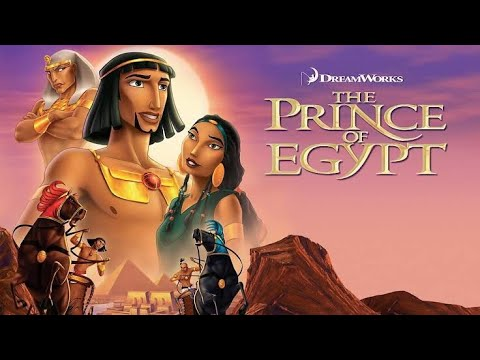 DREAMWORKS
THE
PRINCE
OF
EGYPT